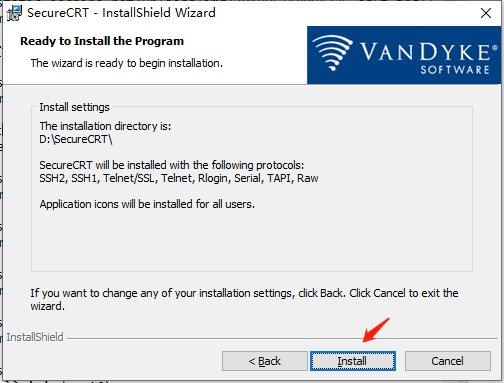 SecureCRT - InstallShield Wizard
Ready to Install the Program
The wizard is ready to begin installation.
VANDYKE®
SOFTWARE
Install settings
The installation directory is:
D:\SecureCRT\
SecureCRT will be installed with the following protocols:
SSH2, SSH1, Telnet/SSL, Telnet, Rlogin, Serial, TAPI, Raw
Application icons will be installed for all users.
If you want to change any of your installation settings, click Back. Click Cancel to exit the
wizard.
InstallShield
< Back
Install
Cancel